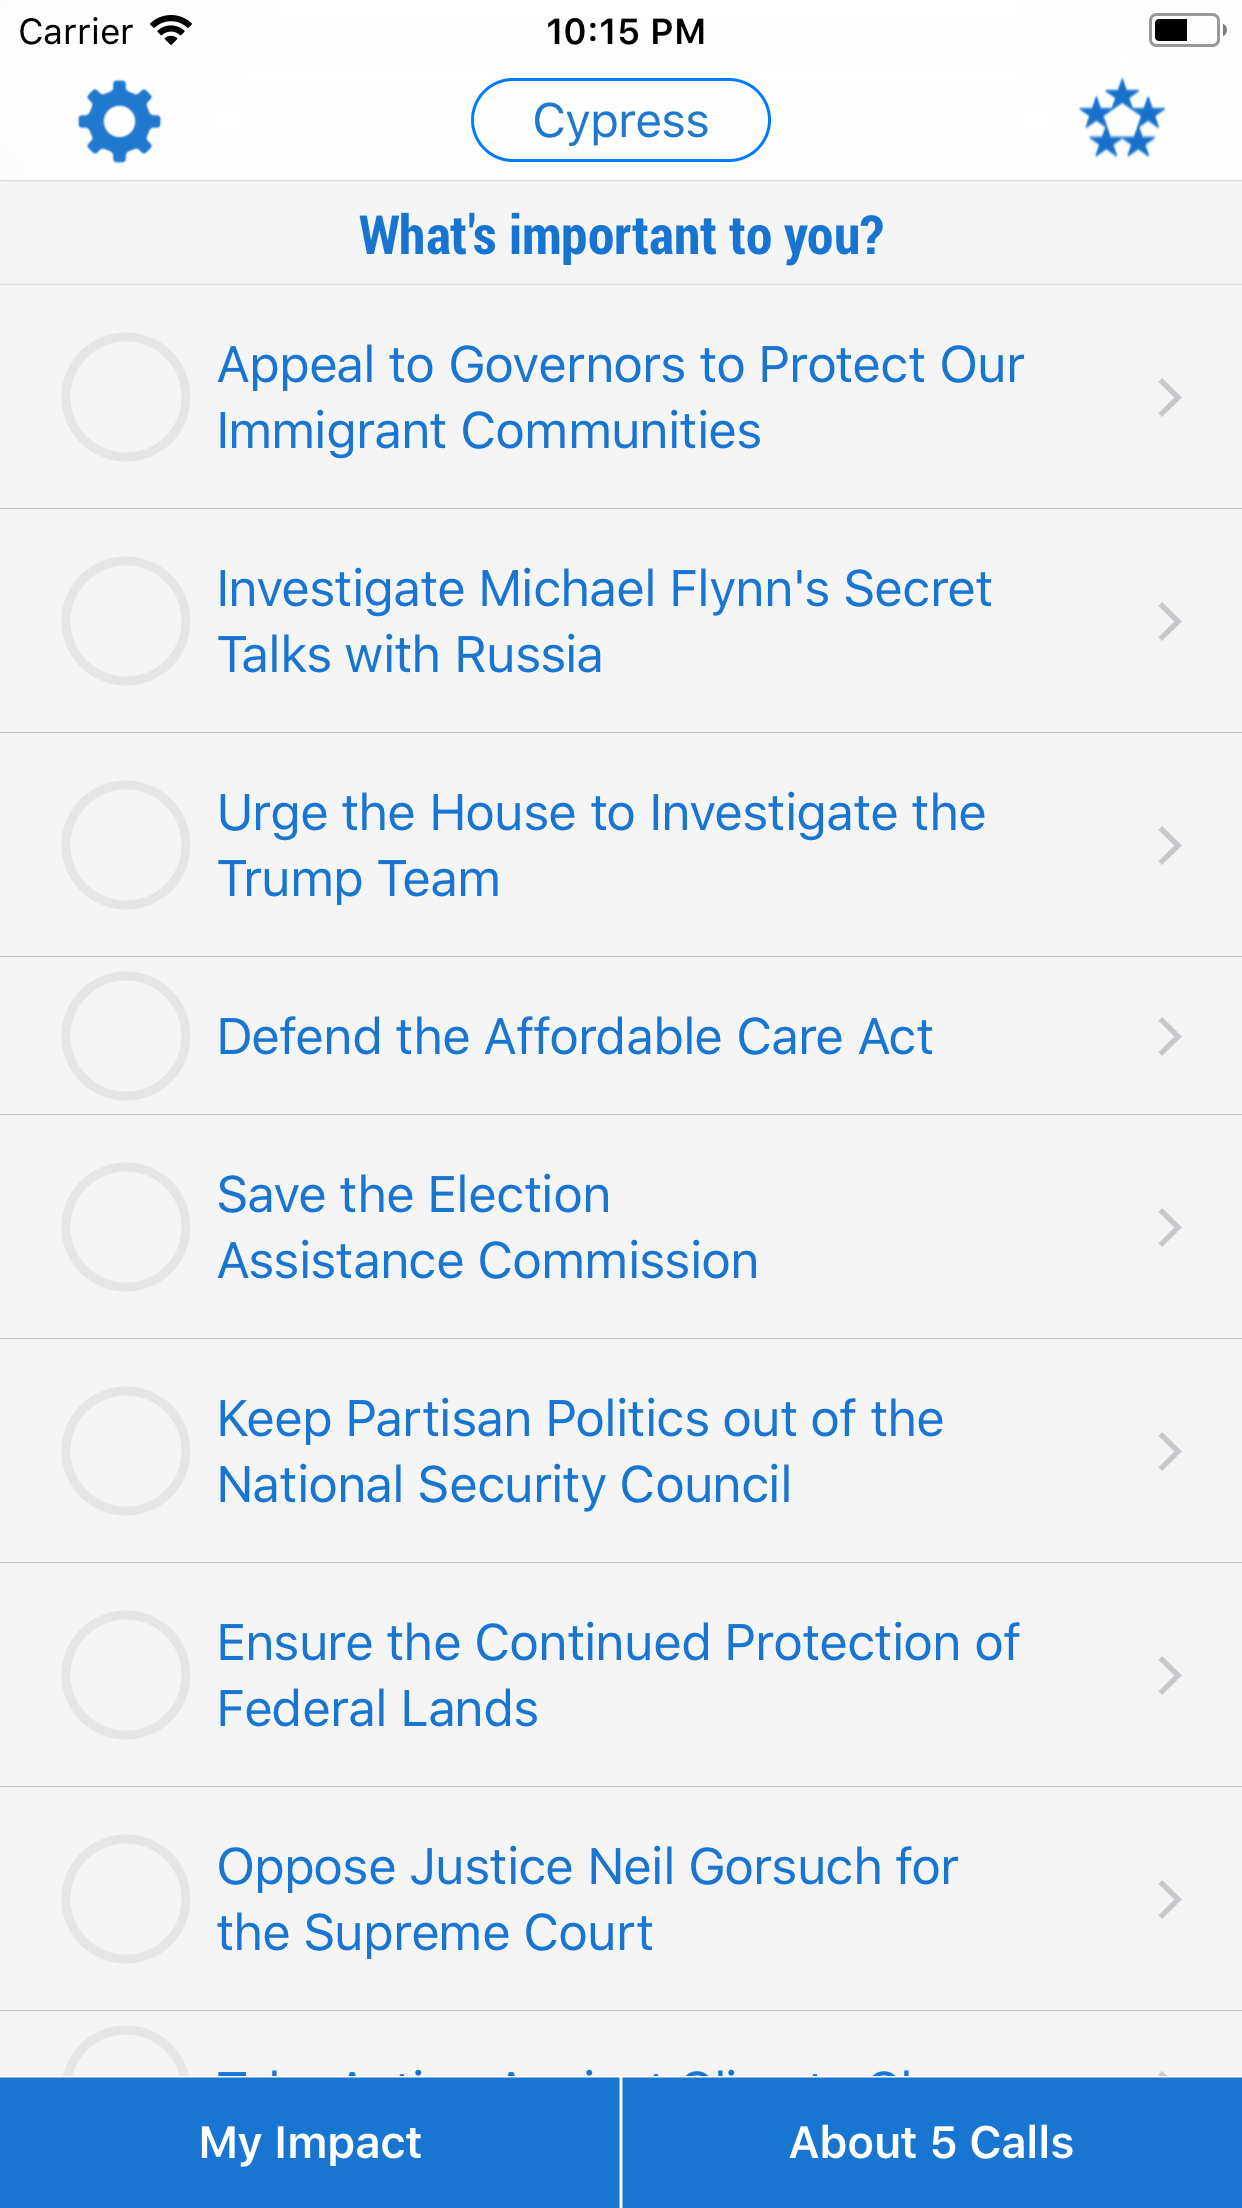 Carrier
10:15 PM
Cypress
What's important to you?
Appeal to Governors to Protect Our
Immigrant Communities
Investigate Michael Flynn's Secret
Talks with Russia
Urge the House to Investigate the
Trump Team
Defend the Affordable Care Act
Save the Election
Assistance Commission
Keep Partisan Politics out of the
National Security Council
Ensure the Continued Protection of
Federal Lands
Oppose Justice Neil Gorsuch for
the Supreme Court
My Impact
About 5 Calls